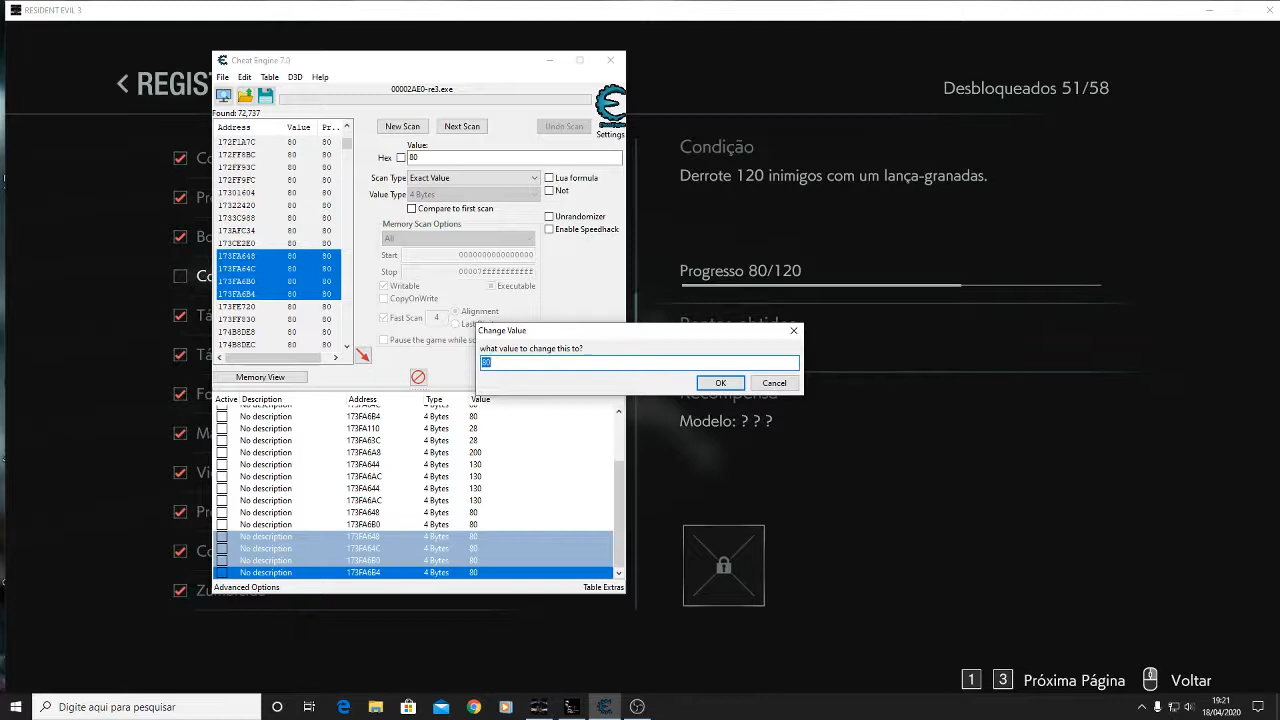 RESIDENT EVIL 3
REGIST
Desbloqueados 51/58
Condição
Derrote 120 inimigos com um lança-granadas.
Progresso 80/120
Recompensa
Modelo: ? ? ?
1 3 Próxima Página Voltar
Cheat Engine 7.0
File Edit Table D3D Help
00002AE0-re3.exe
Found: 72,737
Settings
New Scan Next Scan Undo Scan
Address Value Pr..
172F1A7C 80 80
172FF8BC 80 80
172FF93C 80 80
172FF9FC 80 80
17301604 80 80
17322420 80 80
1733C988 80 80
173AFC34 80 80
173CE2E0 80 80
173FA648 80 80
173FA64C 80 80
173FA6B0 80 80
173FA6B4 80 80
173FE720 80 80
173FF830 80 80
174B8DE8 80 80
174B8DEC 80 80
Value:
Hex 80
Scan Type Exact Value
Value Type 4 Bytes
Compare to first scan
Lua formula
Not
Memory Scan Options
All
Unrandomizer
Enable Speedhack
Start 0000000000000000
Stop 00007fffffffffff
Writable Executable
CopyOnWrite
Fast Scan 4 Alignment
Pause the game while sc
Memory View
Change Value
what value to change this to?
80
OK Cancel
Active Description Address Type Value
No description 173FA6B4 4 Bytes 80
No description 173FA110 4 Bytes 28
No description 173FA63C 4 Bytes 28
No description 173FA6A8 4 Bytes 200
No description 173FA644 4 Bytes 130
No description 173FA6AC 4 Bytes 130
No description 173FA644 4 Bytes 130
No description 173FA6AC 4 Bytes 130
No description 173FA648 4 Bytes 80
No description 173FA6B0 4 Bytes 80
No description 173FA648 4 Bytes 80
No description 173FA64C 4 Bytes 80
No description 173FA6B0 4 Bytes 80
No description 173FA6B4 4 Bytes 80
Advanced Options Table Extras
Digite aqui para pesquisar
19:21
18/04/2020